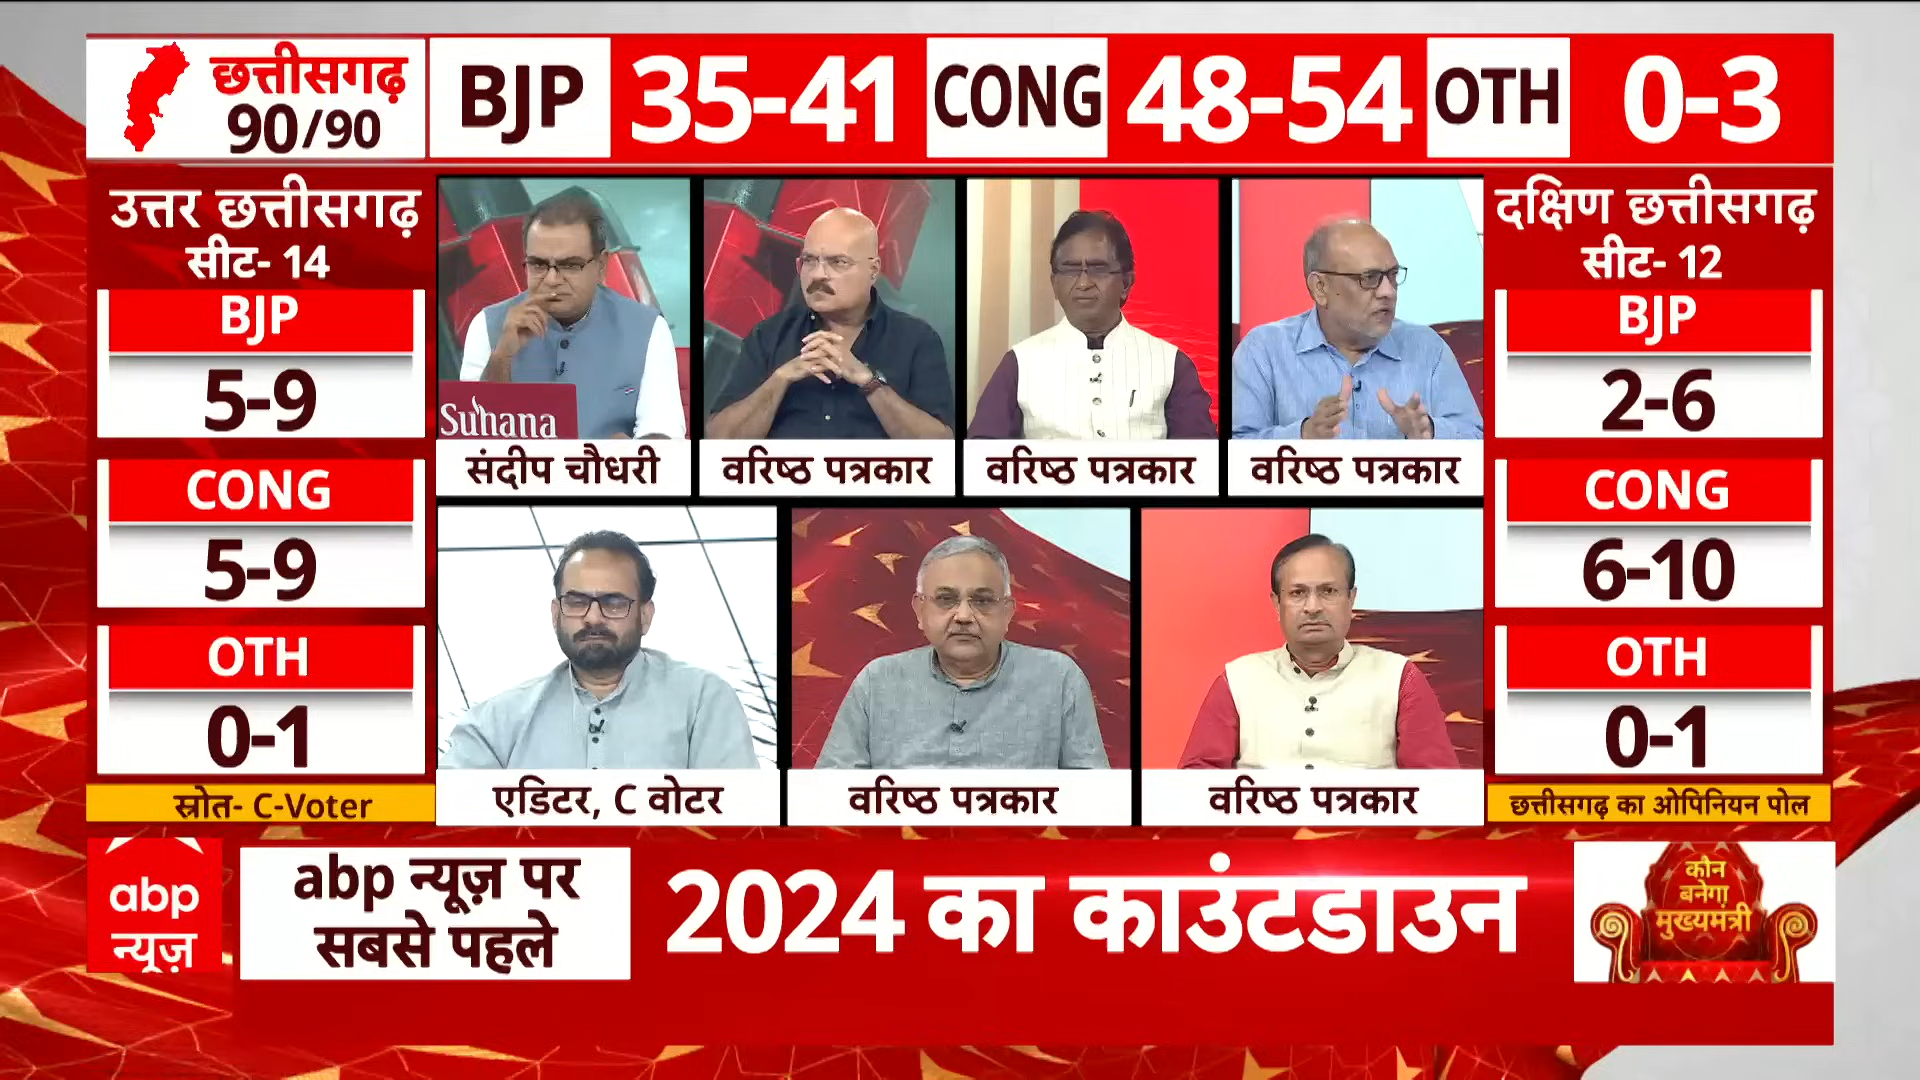 छत्तीसगढ़
90/90
BJP 35-41 CONG 48-54 OTH 0-3
उत्तर छत्तीसगढ़
सीट- 14
BJP
5-9
CONG
5-9
OTH
0-1
स्रोत- C-Voter
Suhana
संदीप चौधरी
वरिष्ठ पत्रकार
वरिष्ठ पत्रकार
वरिष्ठ पत्रकार
एडिटर, C वोटर
वरिष्ठ पत्रकार
वरिष्ठ पत्रकार
दक्षिण छत्तीसगढ़
सीट- 12
BJP
2-6
CONG
6-10
OTH
0-1
छत्तीसगढ़ का ओपिनियन पोल
abp
न्यूज़
abp न्यूज़ पर
सबसे पहले
2024 का काउंटडाउन
कौन
बनेगा
मुख्यमंत्री